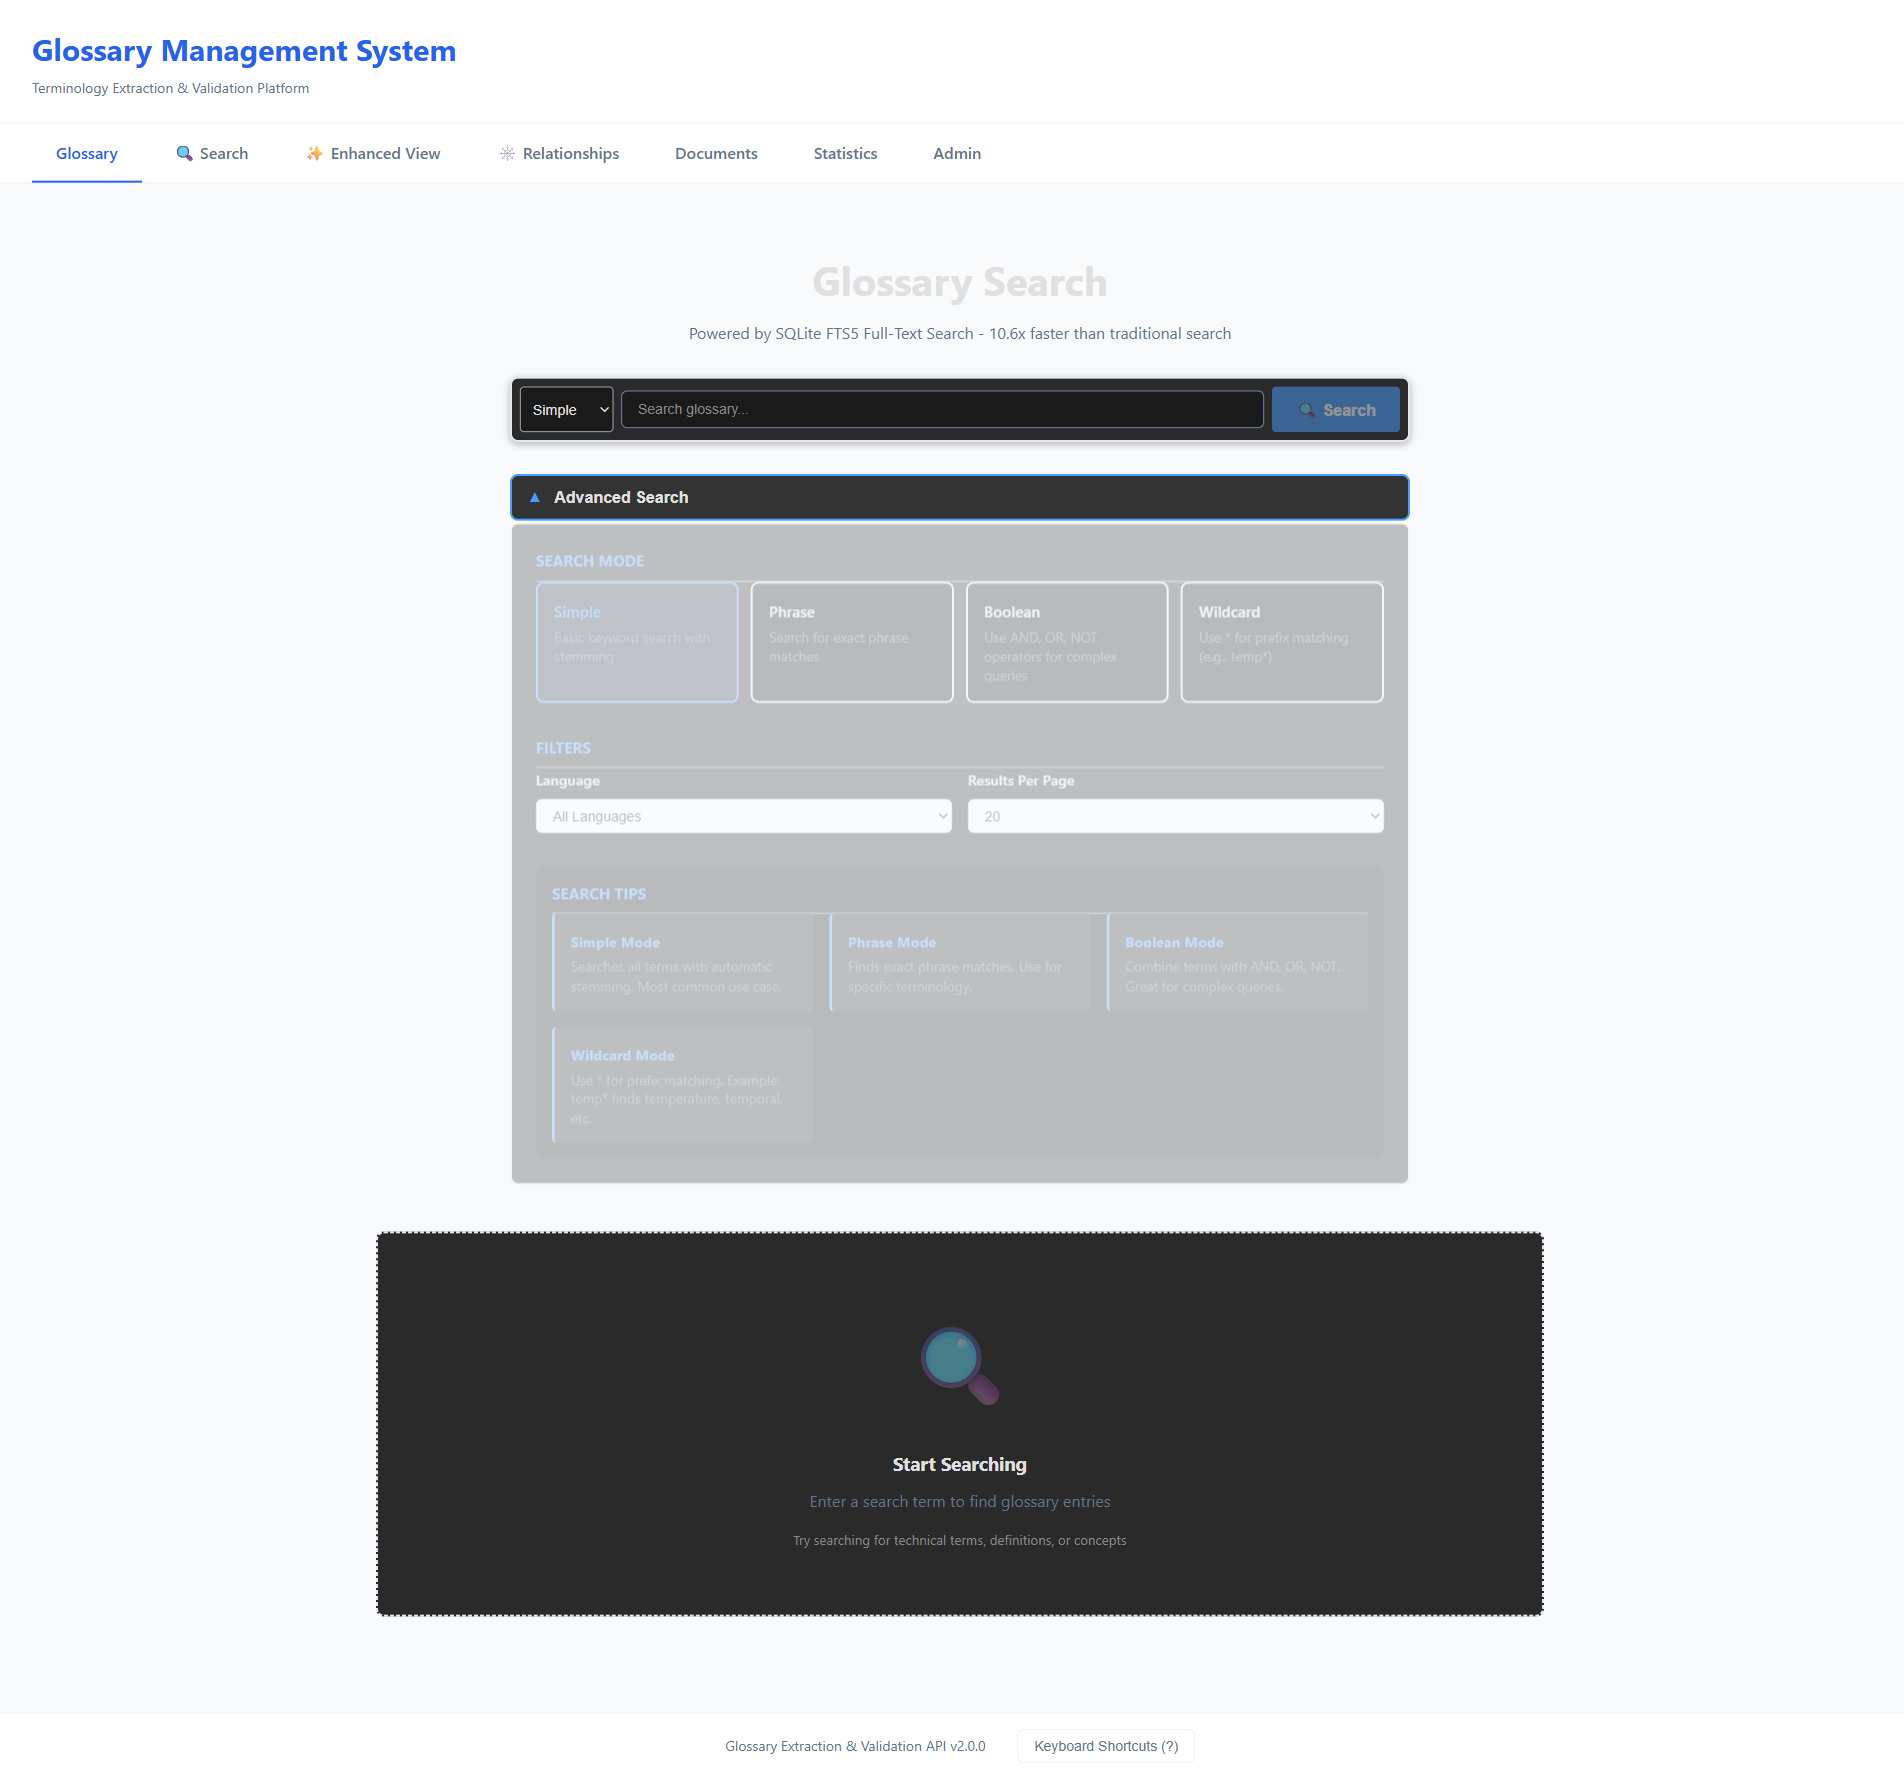 Glossary Management System
Terminology Extraction & Validation Platform
Glossary
Search
Enhanced View
Relationships
Documents
Statistics
Admin
Glossary Search
Powered by SQLite FTS5 Full-Text Search - 10.6x faster than traditional search
Simple
Search glossary...
Search
▲ Advanced Search
SEARCH MODE
Simple
Basic keyword search with
stemming
Phrase
Search for exact phrase
matches
Boolean
Use AND, OR, NOT
operators for complex
queries
Wildcard
Use * for prefix matching
(e.g., temp*)
FILTERS
Language
All Languages
Results Per Page
20
SEARCH TIPS
Simple Mode
Searches all terms with automatic
stemming. Most common use case.
Phrase Mode
Finds exact phrase matches. Use for
specific terminology.
Boolean Mode
Combine terms with AND, OR, NOT.
Great for complex queries.
Wildcard Mode
Use * for prefix matching. Example:
temp* finds temperature, temporal,
etc.
Start Searching
Enter a search term to find glossary entries
Try searching for technical terms, definitions, or concepts
Glossary Extraction & Validation API v2.0.0
Keyboard Shortcuts (?)